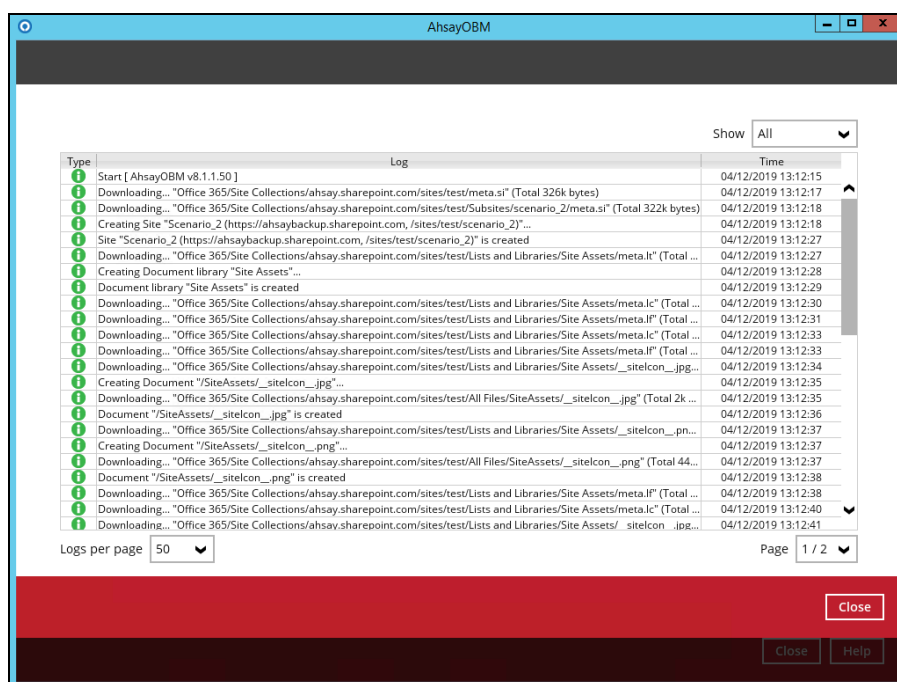 AhsayOBM
Show All
Type Log Time
Start [ AhsayOBM v8.1.1.50 ] 04/12/2019 13:12:15
Downloading... "Office 365/Site Collections/ahsay.sharepoint.com/sites/test/meta.si" (Total 326k bytes) 04/12/2019 13:12:17
Downloading... "Office 365/Site Collections/ahsay.sharepoint.com/sites/test/Subsites/scenario_2/meta.si" (Total 322k bytes) 04/12/2019 13:12:18
Creating Site "Scenario_2 (https://ahsaybackup.sharepoint.com, /sites/test/scenario_2)"... 04/12/2019 13:12:18
Site "Scenario_2 (https://ahsaybackup.sharepoint.com, /sites/test/scenario_2)" is created 04/12/2019 13:12:27
Downloading... "Office 365/Site Collections/ahsay.sharepoint.com/sites/test/Lists and Libraries/meta.lt" (Total ... 04/12/2019 13:12:27
Creating Document library "Site Assets"... 04/12/2019 13:12:28
Document library "Site Assets" is created 04/12/2019 13:12:29
Downloading... "Office 365/Site Collections/ahsay.sharepoint.com/sites/test/Lists and Libraries/Site Assets/meta.lc" (Total ... 04/12/2019 13:12:30
Downloading... "Office 365/Site Collections/ahsay.sharepoint.com/sites/test/Lists and Libraries/Site Assets/meta.lf" (Total ... 04/12/2019 13:12:31
Downloading... "Office 365/Site Collections/ahsay.sharepoint.com/sites/test/Lists and Libraries/Site Assets/meta.lc" (Total ... 04/12/2019 13:12:33
Downloading... "Office 365/Site Collections/ahsay.sharepoint.com/sites/test/Lists and Libraries/Site Assets/meta.lf" (Total ... 04/12/2019 13:12:33
Downloading... "Office 365/Site Collections/ahsay.sharepoint.com/sites/test/Lists and Libraries/Site Assets/__siteIcon__.jpg... 04/12/2019 13:12:34
Creating Document "/SiteAssets/__siteIcon__.jpg"... 04/12/2019 13:12:35
Downloading... "Office 365/Site Collections/ahsay.sharepoint.com/sites/test/All Files/SiteAssets/__siteIcon__.jpg" (Total 2k ... 04/12/2019 13:12:35
Document "/SiteAssets/__siteIcon__.jpg" is created 04/12/2019 13:12:36
Downloading... "Office 365/Site Collections/ahsay.sharepoint.com/sites/test/Lists and Libraries/Site Assets/__siteIcon__.pn... 04/12/2019 13:12:37
Creating Document "/SiteAssets/__siteIcon__.png"... 04/12/2019 13:12:37
Downloading... "Office 365/Site Collections/ahsay.sharepoint.com/sites/test/All Files/SiteAssets/__siteIcon__.png" (Total 44... 04/12/2019 13:12:37
Document "/SiteAssets/__siteIcon__.png" is created 04/12/2019 13:12:38
Downloading... "Office 365/Site Collections/ahsay.sharepoint.com/sites/test/Lists and Libraries/Site Assets/meta.lf" (Total ... 04/12/2019 13:12:38
Downloading... "Office 365/Site Collections/ahsay.sharepoint.com/sites/test/Lists and Libraries/Site Assets/meta.lc" (Total ... 04/12/2019 13:12:40
Downloading... "Office 365/Site Collections/ahsay.sharepoint.com/sites/test/Lists and Libraries/Site Assets/__siteIcon__.jpg... 04/12/2019 13:12:41
Logs per page 50 Page 1 / 2
Close
Close Help